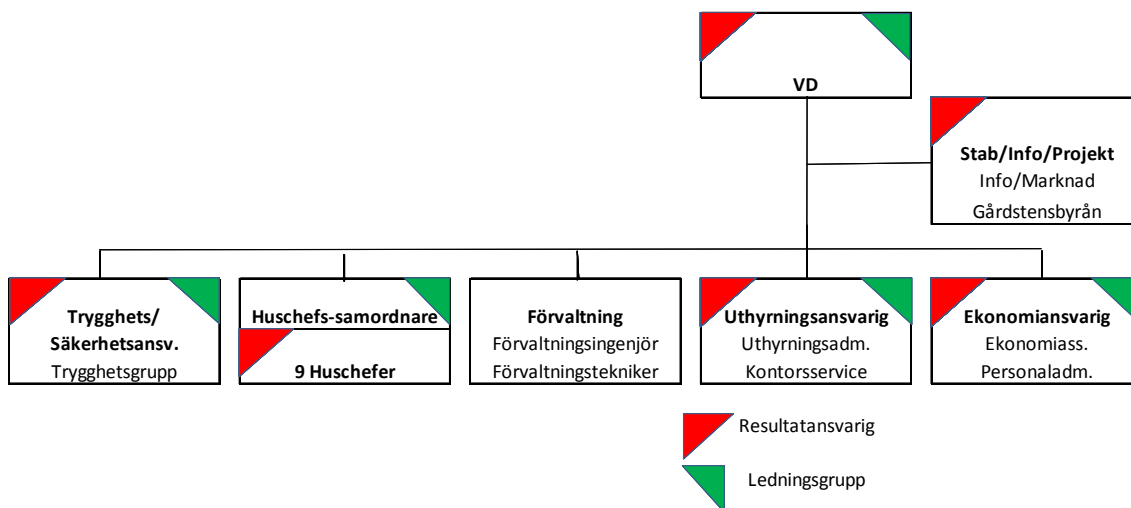 VD
Stab/Info/Projekt
Info/Marknad
Gårdstensbyrån
Trygghets/
Säkerhetsansv.
Trygghetsgrupp
Huschefs-samordnare
9 Huschefer
Förvaltning
Förvaltningsingenjör
Förvaltningstekniker
Uthyrningsansvarig
Uthyrningsadm.
Kontorsservice
Ekonomiansvarig
Ekonomiass.
Personaladm.
Resultatansvarig
Ledningsgrupp